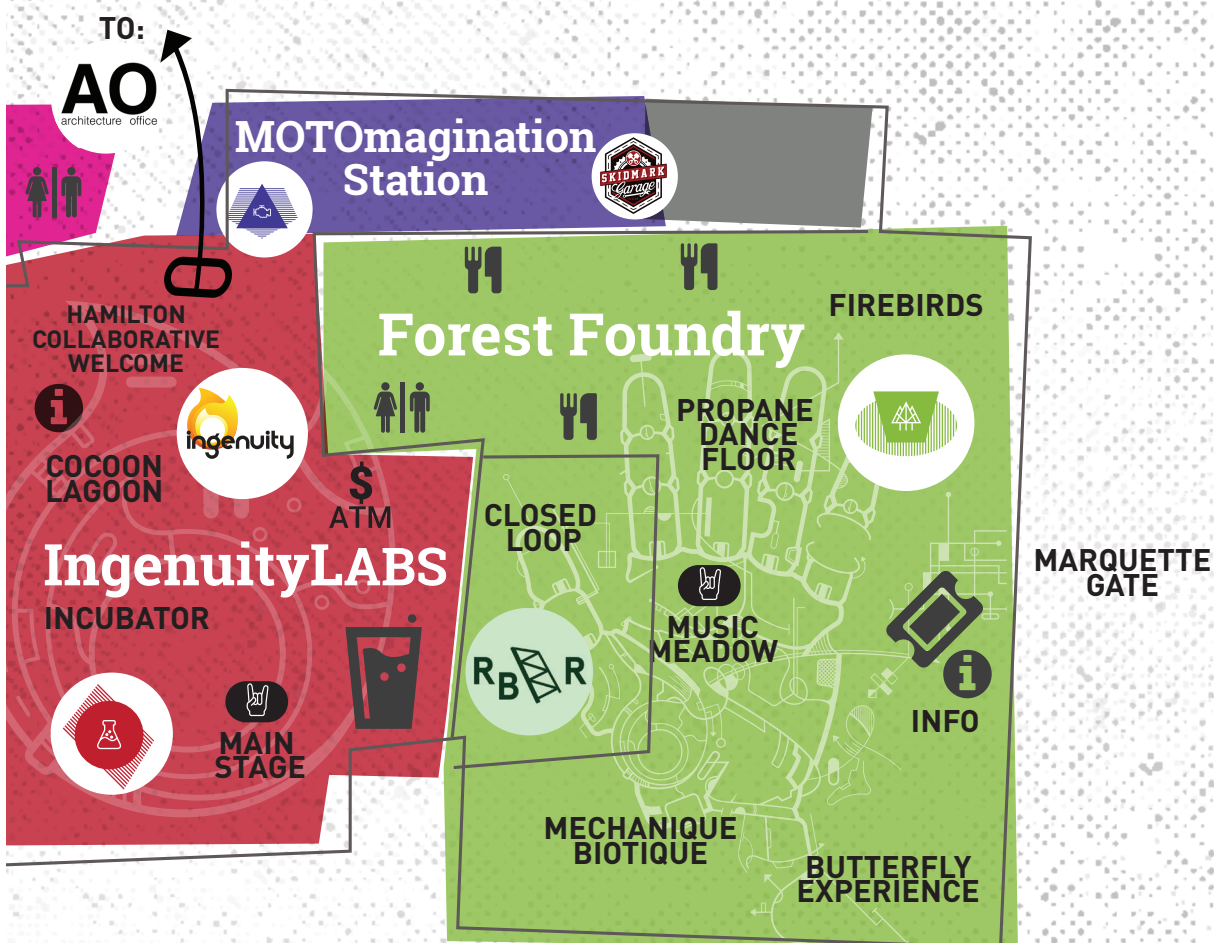 TO:
AO
architecture office
MOTOmagination
Station
SKIDMARK
Garage
HAMILTON
COLLABORATIVE
WELCOME
i
ingenuity
COCOON
LAGOON
$
ATM
IngenuityLABS
INCUBATOR
MAIN
STAGE
Forest Foundry
FIREBIRDS
PROPANE
DANCE
FLOOR
CLOSED
LOOP
MUSIC
MEADOW
RB R
i
INFO
MECHANIQUE
BIOTIQUE
BUTTERFLY
EXPERIENCE
MARQUETTE
GATE